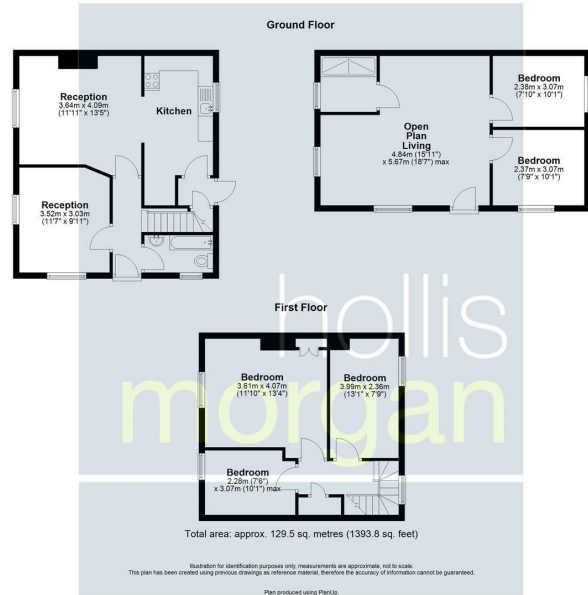 Ground Floor
Reception
3.64m x 4.09m
(11'11" x 13'5")
Kitchen
Reception
3.52m x 3.03m
(11'7" x 9'11")
Open
Plan
Living
4.84m (15'11")
x 5.67m (18'7") max
Bedroom
2.38m x 3.07m
(7'10" x 10'1")
Bedroom
2.37m x 3.07m
(7'9" x 10'1")
hollis
morgan
First Floor
Bedroom
3.61m x 4.07m
(11'10" x 13'4")
Bedroom
3.99m x 2.36m
(13'1" x 7'9")
Bedroom
2.28m (7'6")
x 3.07m (10'1") max
Total area: approx. 129.5 sq. metres (1393.8 sq. feet)
Illustration for identification purposes only, measurements are approximate, not to scale.
This plan has been created using previous drawings as reference material, therefore the accuracy of information cannot be guaranteed.
Plan produced using PlanUp.